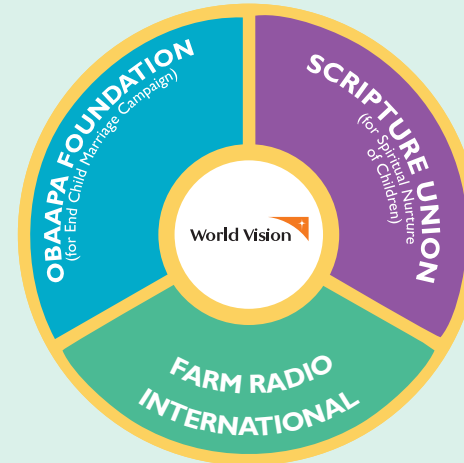 OBAAPA FOUNDATION
(for End Child Marriage Campaign)
SCRIPTURE UNION
(for Spiritual Nurture
of Children)
World Vision
FARM RADIO
INTERNATIONAL